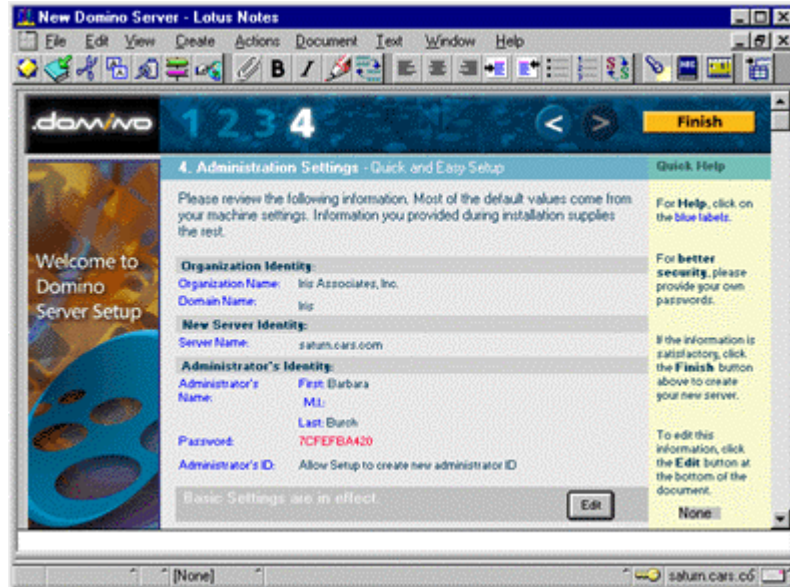 New Domino Server - Lotus Notes
File Edit View Create Actions Document Text Window Help
.domino
1 2 3 4
< >
Finish
4. Administration Settings - Quick and Easy Setup
Please review the following information. Most of the default values come from
your machine settings. Information you provided during installation supplies
the rest.
Welcome to
Domino
Server Setup
Organization Identity:
Organization Name: Iris Associates, Inc.
Domain Name: Iris
New Server Identity:
Server Name: saturn.cars.com
Administrator's Identity:
Administrator's
Name:
First: Barbara
M.I.:
Last: Burch
Password: 7CFEFBA420
Administrator's ID: Allow Setup to create new administrator ID
Basic Settings are in effect.
Edit
Quick Help
For Help, click on
the blue labels.
For better
security, please
provide your own
passwords.
If the information is
satisfactory, click
the Finish button
above to create
your new server.
To edit this
information, click
the Edit button at
the bottom of the
document.
None
[None]
saturn.cars.co